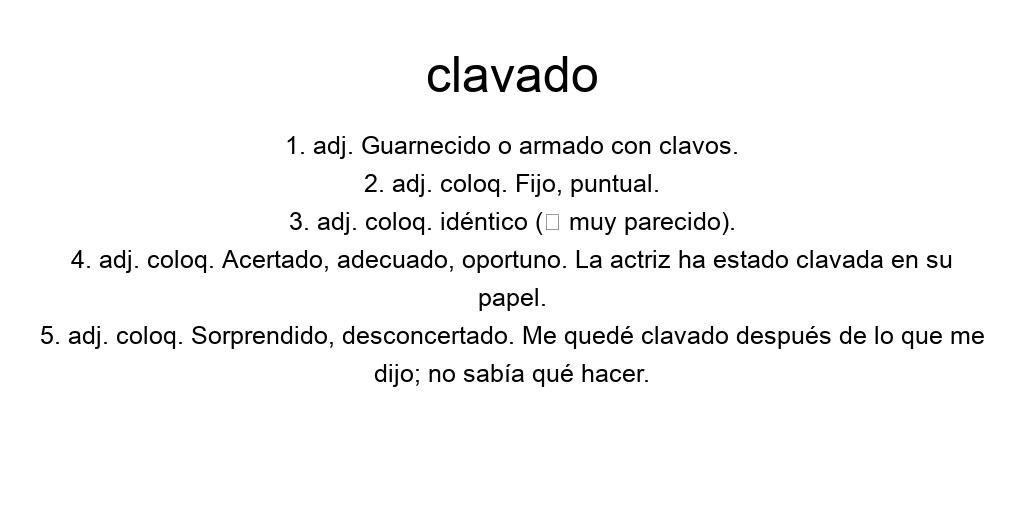 clavado
1. adj. Guarnecido o armado con clavos.
2. adj. coloq. Fijo, puntual.
3. adj. coloq. idéntico (□ muy parecido).
4. adj. coloq. Acertado, adecuado, oportuno. La actriz ha estado clavada en su
papel.
5. adj. coloq. Sorprendido, desconcertado. Me quedé clavado después de lo que me
dijo; no sabía qué hacer.